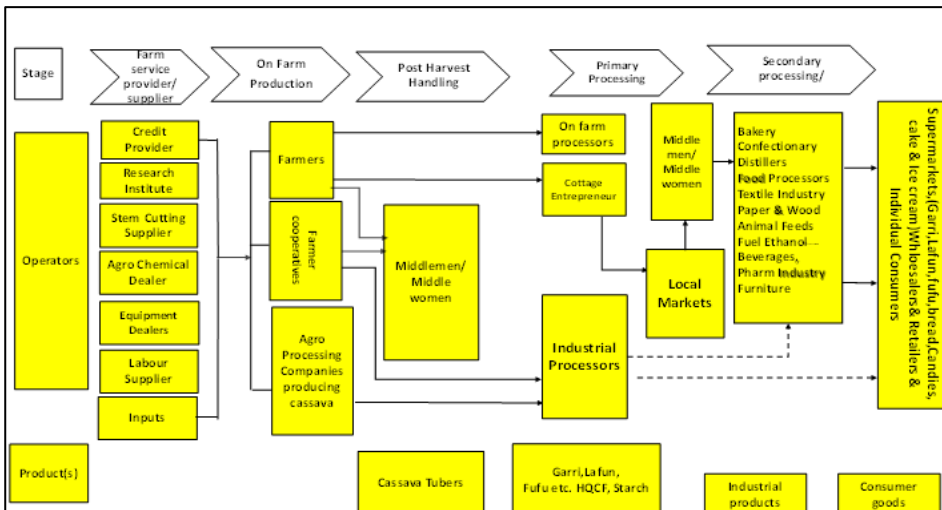 Stage
Farm
service
provider/
supplier
On Farm
Production
Post Harvest
Handling
Primary
Processing
Secondary
processing/
Operators
Credit
Provider
Research
Institute
Stem Cutting
Supplier
Agro Chemical
Dealer
Equipment
Dealers
Labour
Supplier
Inputs
Farmers
Farmer
cooperatives
Agro
Processing
Companies
producing
cassava
Middlemen/
Middle
women
On farm
processors
Cottage
Entrepreneur
Industrial
Processors
Middle
men/
Middle
women
Local
Markets
Bakery
Confectionary
Distillers
Food Processors
Textile Industry
Paper & Wood
Animal Feeds
Fuel Ethanol---
Beverages,
Pharm Industry
Furniture
Supermarkets,(Garri,Lafun,fufu,bread,Candies,
cake & Ice cream)Whloesalers& Retailers &
Individual Consumers
Product(s)
Cassava Tubers
Garri,Lafun,
Fufu etc. HQCF, Starch
Industrial
products
Consumer
goods